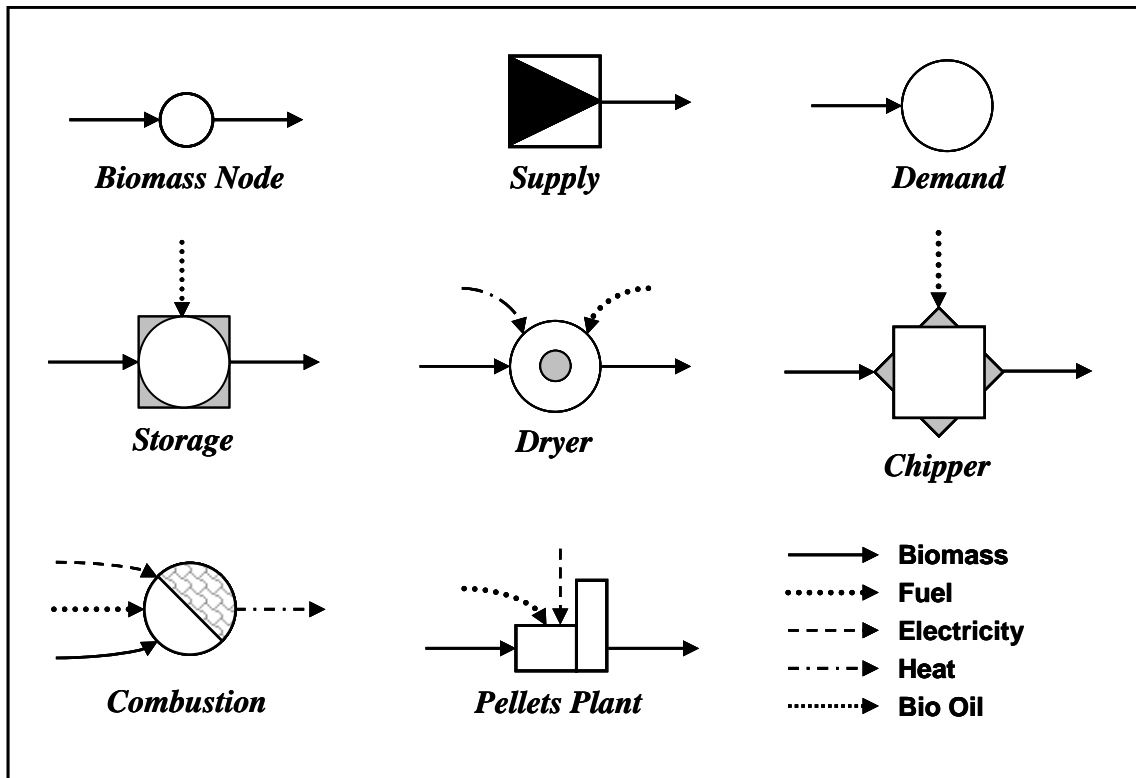 Biomass Node
Supply
Demand
Storage
Dryer
Chipper
Combustion
Pellets Plant
Biomass
Fuel
Electricity
Heat
Bio Oil